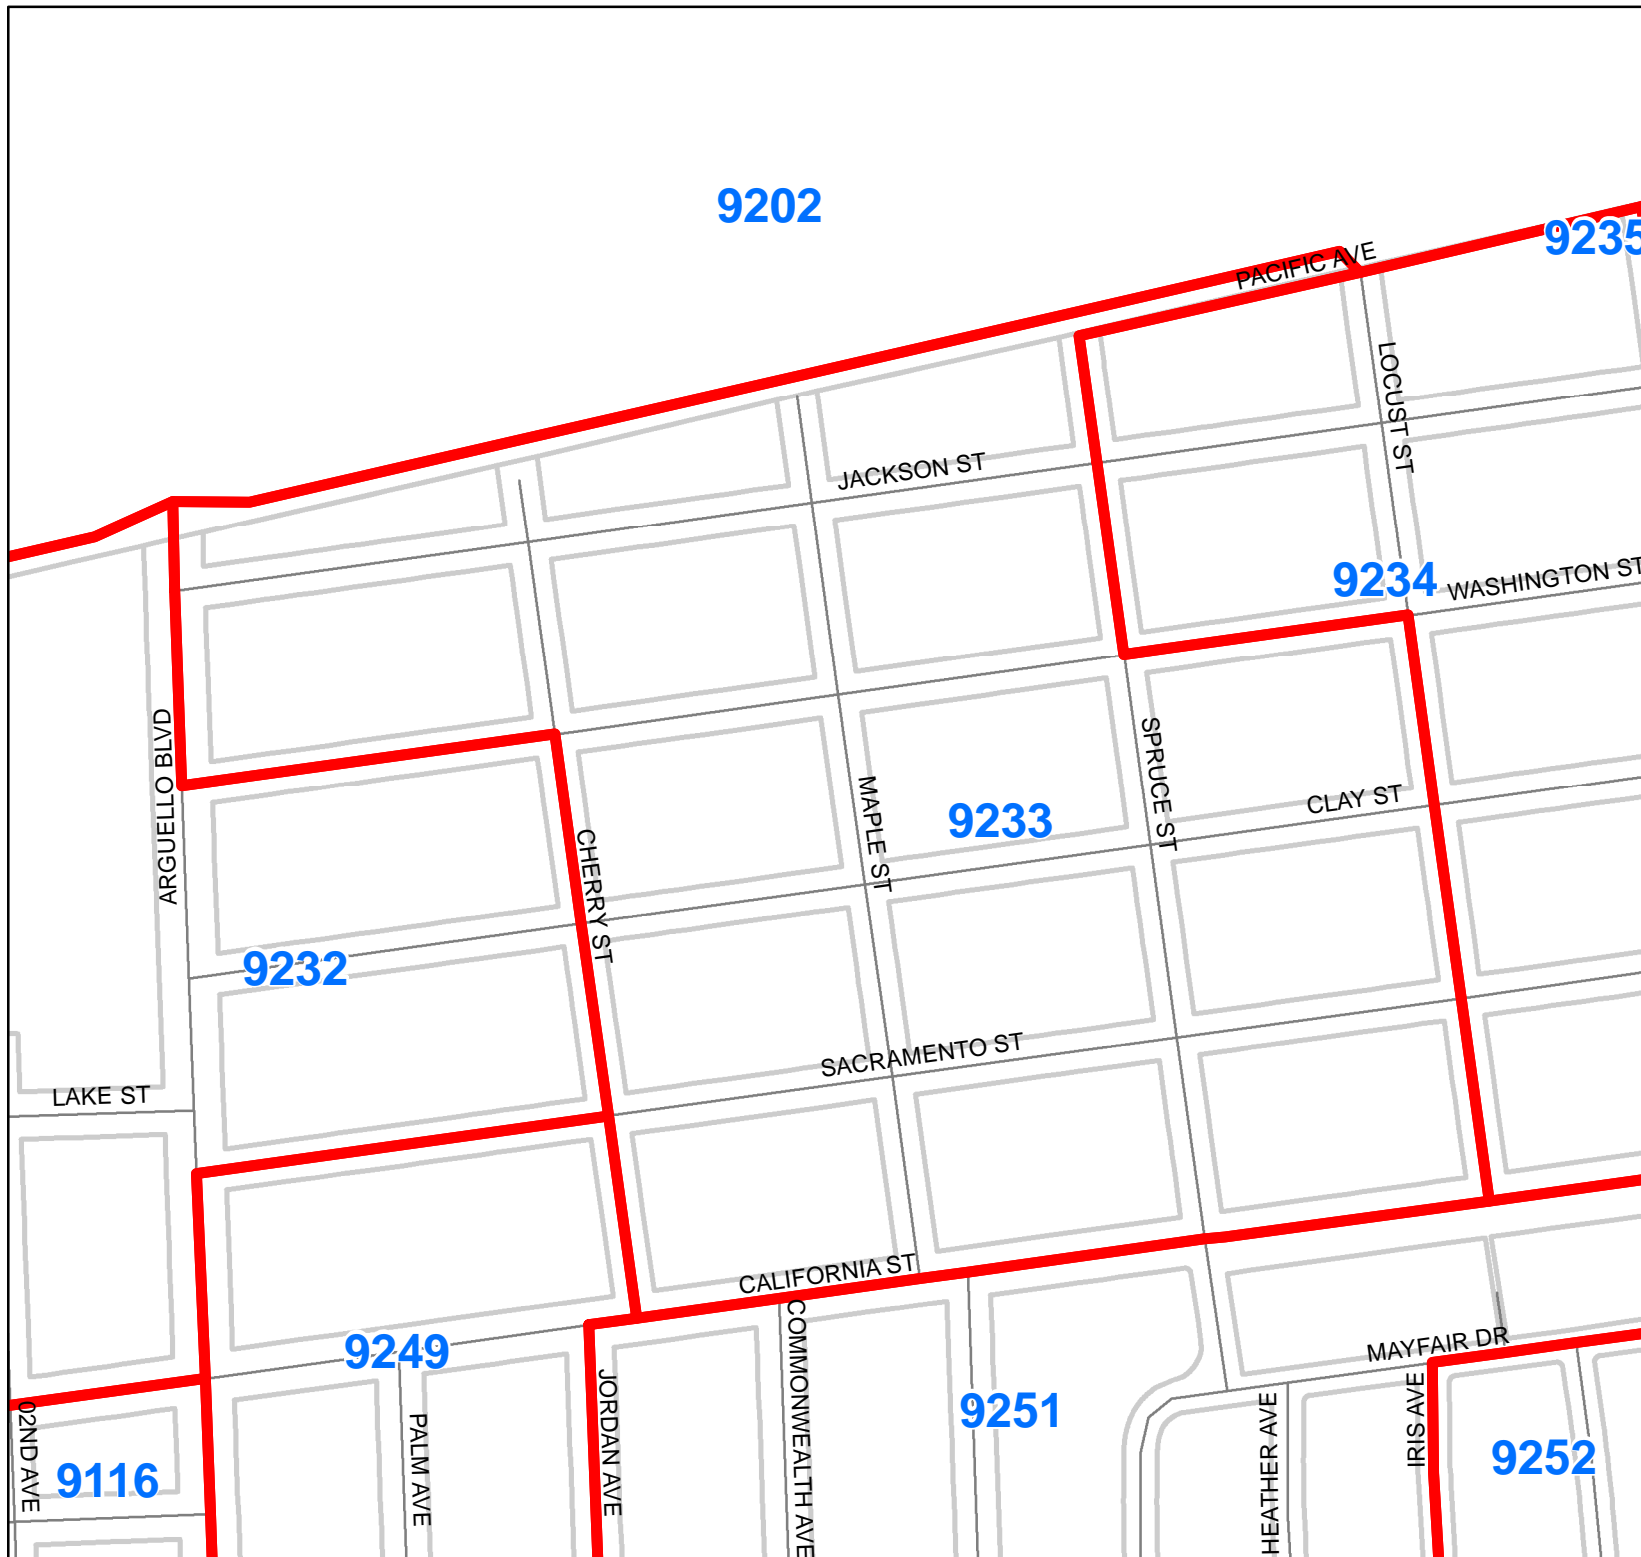 9202
9235
PACIFIC AVE
LOCUST ST
JACKSON ST
9234
WASHINGTON ST
ARGUELLO BLVD
SPRUCE ST
MAPLE ST
9233
CLAY ST
CHERRY ST
9232
SACRAMENTO ST
LAKE ST
CALIFORNIA ST
COMMONWEALTH AVE
MAYFAIR DR
9249
JORDAN AVE
9251
IRIS AVE
HEATHER AVE
PALM AVE
02ND AVE
9116
9252